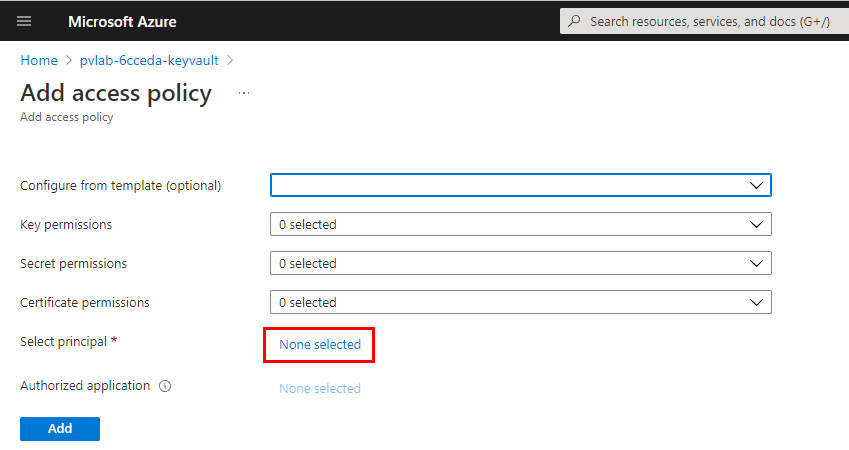 Microsoft Azure
Search resources, services, and docs (G+/)
Home > pvlab-6cceda-keyvault >
Add access policy ...
Add access policy
Configure from template (optional)
Key permissions 0 selected
Secret permissions 0 selected
Certificate permissions 0 selected
Select principal * None selected
Authorized application None selected
Add